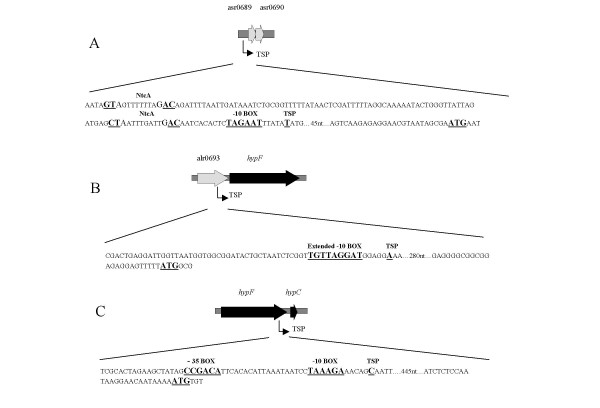 asr0689 asr0690
A
TSP
NtcA
AATAGTAGTTTTTTAGACAGATTTTAATTGATAAATCTGCGGTTTTTATAACTCGATTTTTAGGCAAAAATACTGGGTTATTAG
NtcA -10 BOX TSP
ATGAGCTAATTTGATTGACAATCACACTCTAGAATTTATATATG... 45nt... AGTCAAGAGAGGAACGTAATAGCGAATGAAT
alr0693 hypF
B
TSP
Extended -10 BOX TSP
CGACTGAGGATTGGTTAATGGTGGCGGATACTGCTAATCTCGGTTGTTAGGATGGAGGAAA... 280nt... GAGGGGCGGCGG
AGAGGAGTTTTTATGGCG
hypF hypC
C
TSP
- 35 BOX -10 BOX TSP
TCGCACTAGAAGCTATAGCCGACATTCACACATTAAATAATCCTAAAGAAACAGCAATT....445nt... ATCTCTCCAA
TAAGGAACAATAAAAATGTGT